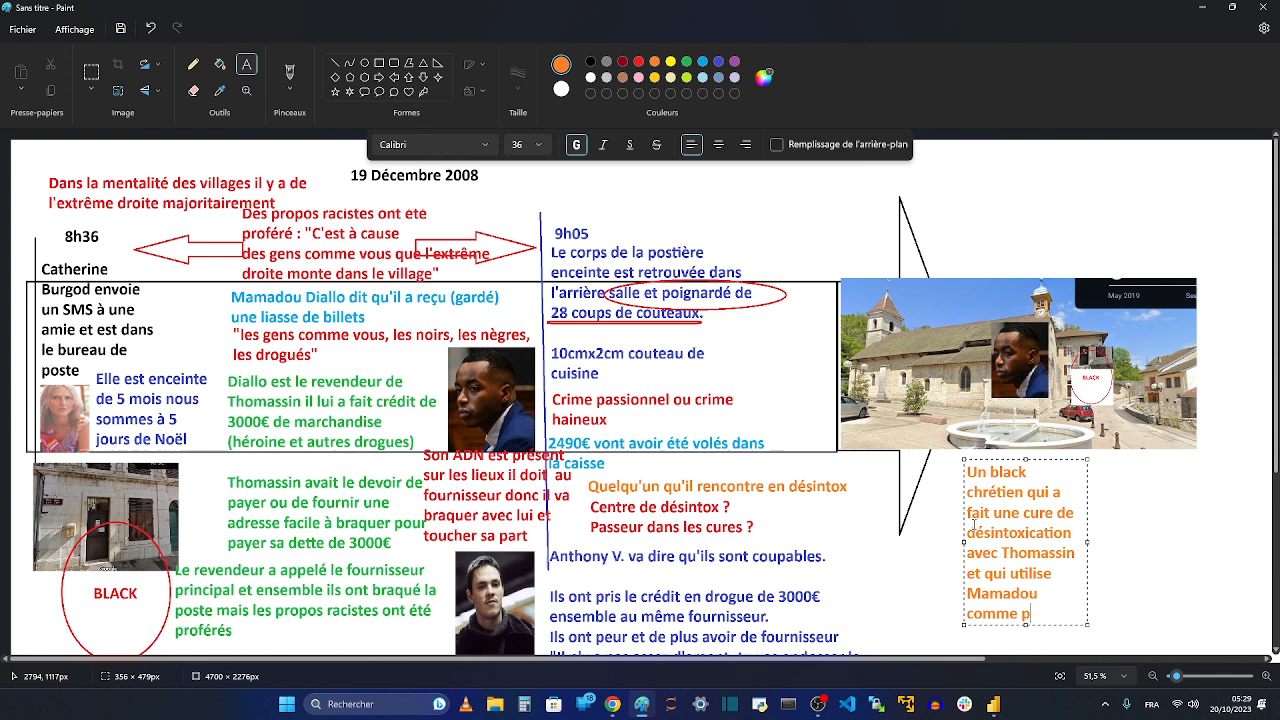 Sans titre - Paint
Fichier Affichage
Presse-papiers
Image
Outils
Pinceaux
Formes
Taille
Couleurs
Calibri 36 G I S S Remplissage de l'arrière-plan
19 Décembre 2008
Dans la mentalité des villages il y a de
l'extrême droite majoritairement
8h36
Catherine
Burgod envoie
un SMS à une
amie et est dans
le bureau de
poste
Elle est enceinte
de 5 mois nous
sommes à 5
jours de Noël
BLACK
Des propos racistes ont été
proféré : "C'est à cause
des gens comme vous que l'extrême
droite monte dans le village"
Mamadou Diallo dit qu'il a reçu (gardé)
une liasse de billets
"les gens comme vous, les noirs, les nègres,
les drogués"
Diallo est le revendeur de
Thomassin il lui a fait crédit de
3000€ de marchandise
(héroine et autres drogues)
Thomassin avait le devoir de
payer ou de fournir une
adresse facile à braquer pour
payer sa dette de 3000€
Le revendeur a appelé le fournisseur
principal et ensemble ils ont braqué la
poste mais les propos racistes ont été
proférés
Son ADN est présent
sur les lieux il doit au
fournisseur donc il va
braquer avec lui et
toucher sa part
9h05
Le corps de la postière
enceinte est retrouvée dans
l'arrière salle et poignardé de
28 coups de couteaux.
10cmx2cm couteau de
cuisine
Crime passionnel ou crime
haineux
2490€ vont avoir été volés dans
la caisse
Quelqu'un qu'il rencontre en désintox
Centre de désintox ?
Passeur dans les cures ?
Anthony V. va dire qu'ils sont coupables.
Ils ont pris le crédit en drogue de 3000€
ensemble au même fournisseur.
Ils ont peur et de plus avoir de fournisseur
May 2019
BLACK
Un black
chrétien qui a
fait une cure de
désintoxication
avec Thomassin
et qui utilise
Mamadou
comme p
2794, 1117px 356 × 479px 4700 × 2276px 51,5 %
Rechercher
FRA
05:29
20/10/2023